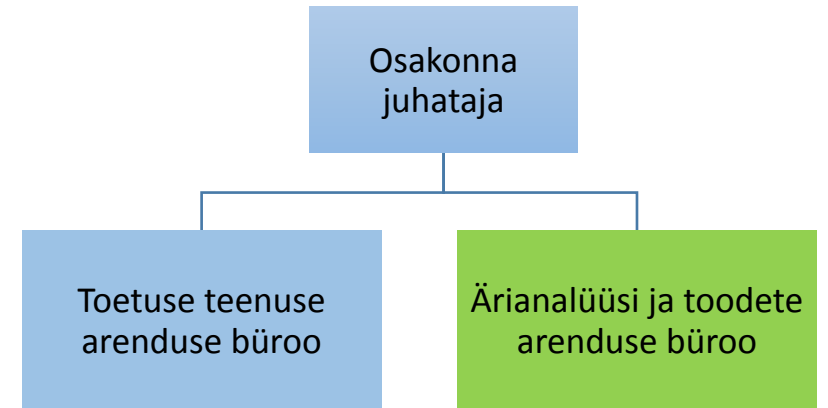 Osakonna
juhataja
Toetuse teenuse
arenduse büroo
Ärianalüüsi ja toodete
arenduse büroo